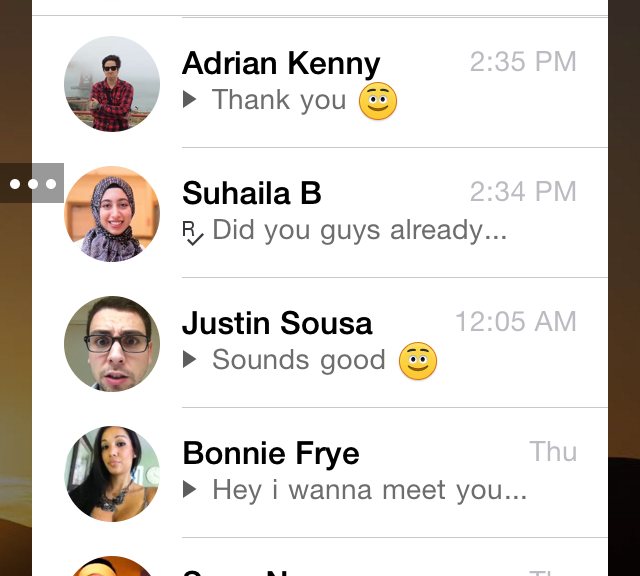 Adrian Kenny 2:35 PM
Thank you
Suhaila B 2:34 PM
R Did you guys already...
Justin Sousa 12:05 AM
Sounds good
Bonnie Frye Thu
Hey i wanna meet you...